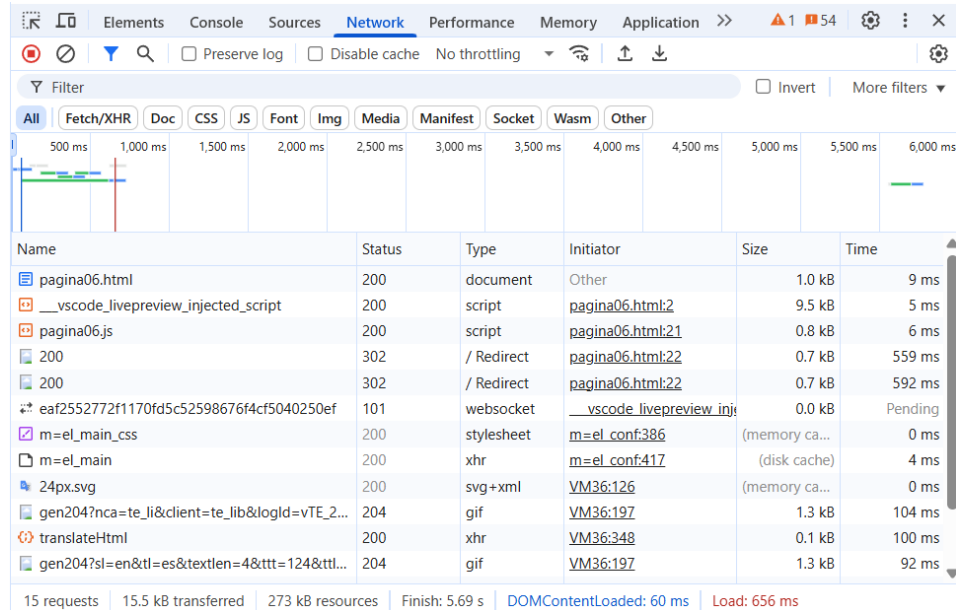 Elements Console Sources Network Performance Memory Application 1 54
Preserve log Disable cache No throttling
Filter Invert More filters
All Fetch/XHR Doc CSS JS Font Img Media Manifest Socket Wasm Other
500 ms 1,000 ms 1,500 ms 2,000 ms 2,500 ms 3,000 ms 3,500 ms 4,000 ms 4,500 ms 5,000 ms 5,500 ms 6,000 ms
Name Status Type Initiator Size Time
pagina06.html 200 document Other 1.0 kB 9 ms
___vscode_livepreview_injected_script 200 script pagina06.html:2 9.5 kB 5 ms
pagina06.js 200 script pagina06.html:21 0.8 kB 6 ms
200 302 / Redirect pagina06.html:22 0.7 kB 559 ms
200 302 / Redirect pagina06.html:22 0.7 kB 592 ms
eaf2552772f1170fd5c52598676f4cf5040250ef 101 websocket ___vscode_livepreview_inje 0.0 kB Pending
m=el_main_css 200 stylesheet m=el_conf:386 (memory ca... 0 ms
m=el_main 200 xhr m=el_conf:417 (disk cache) 4 ms
24px.svg 200 svg+xml VM36:126 (memory ca... 0 ms
gen204?nca=te_li&client=te_lib&logId=vTE_2... 204 gif VM36:197 1.3 kB 104 ms
translateHtml 200 xhr VM36:348 0.1 kB 100 ms
gen204?sl=en&tl=es&textlen=4&ttt=124&ttl... 204 gif VM36:197 1.3 kB 92 ms
15 requests 15.5 kB transferred 273 kB resources Finish: 5.69 s DOMContentLoaded: 60 ms Load: 656 ms